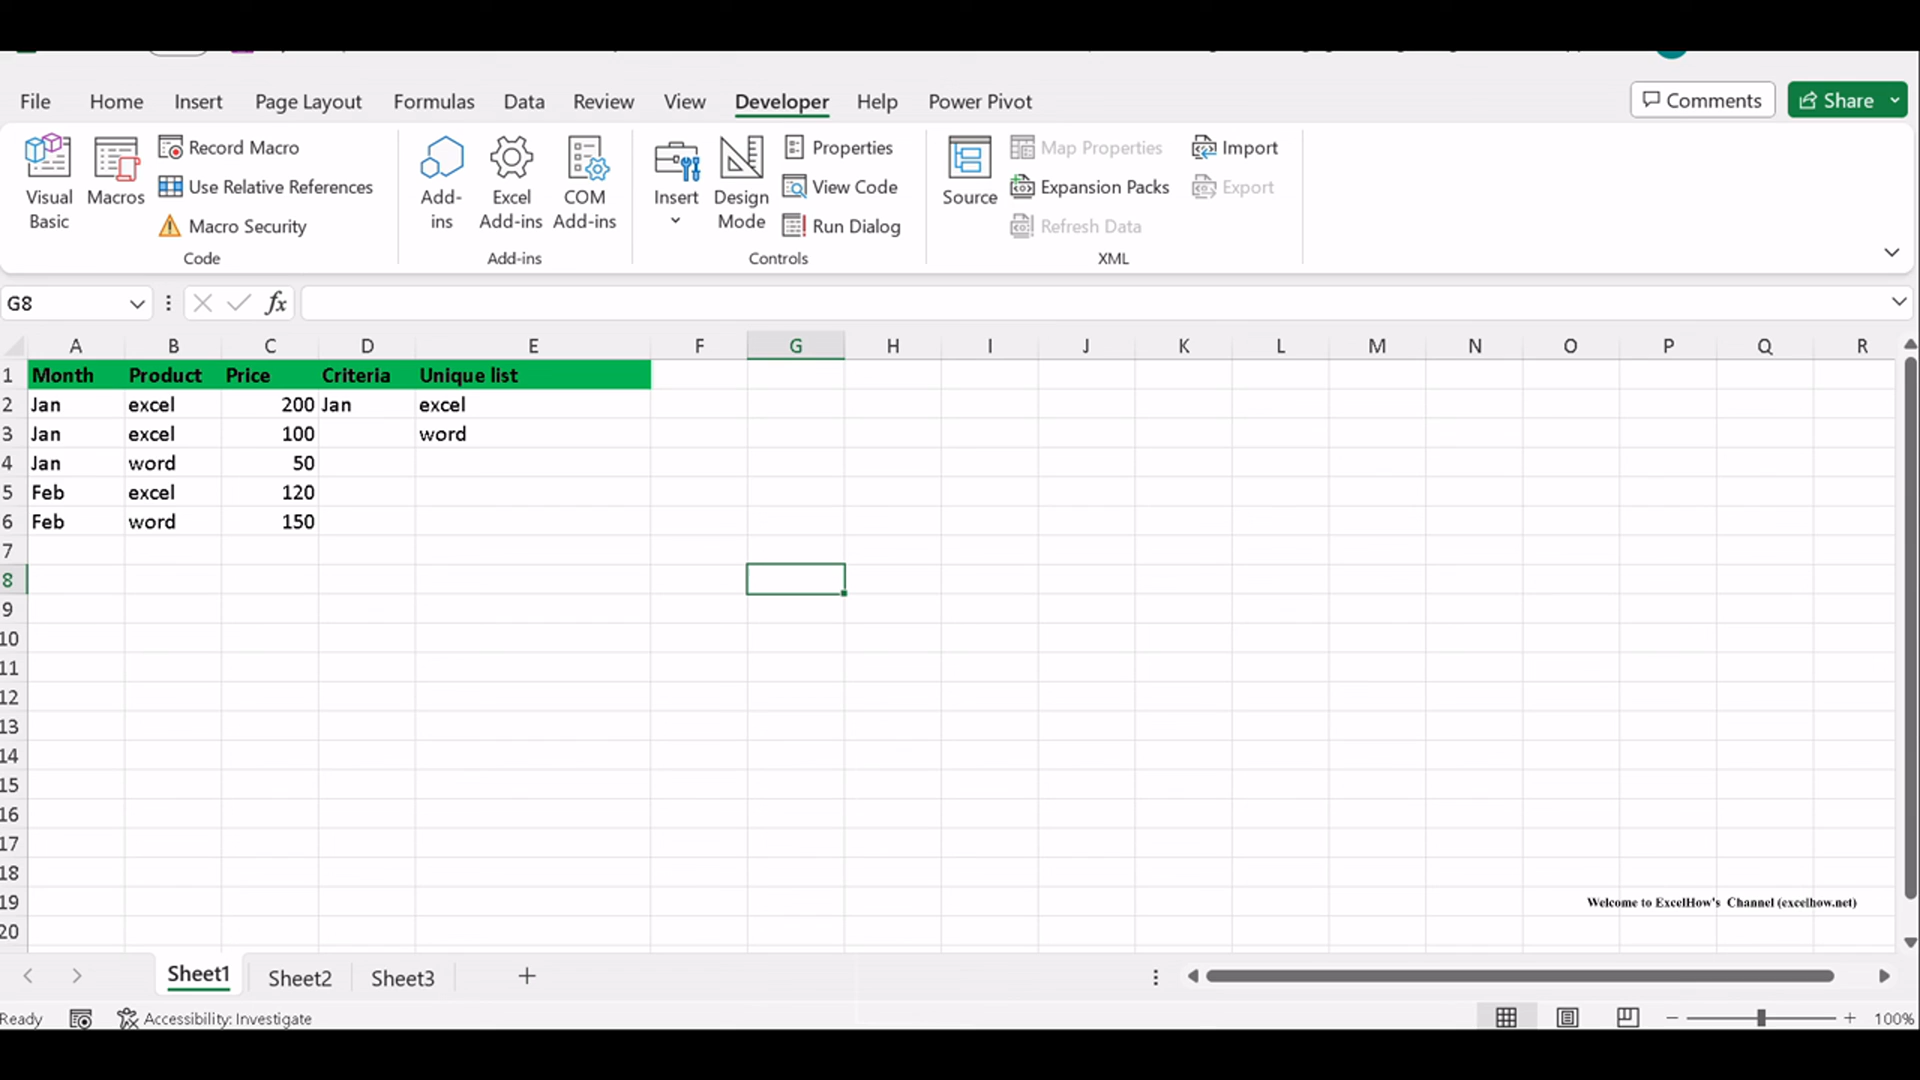 File Home Insert Page Layout Formulas Data Review View Developer Help Power Pivot Comments Share
Visual Basic
Macros
Record Macro
Use Relative References
Macro Security
Code
Add-ins
Excel Add-ins
COM Add-ins
Add-ins
Insert
Design Mode
Properties
View Code
Run Dialog
Controls
Source
Map Properties
Expansion Packs
Refresh Data
Import
Export
XML
G8 fx
A B C D E F G H I J K L M N O P Q R
1 Month Product Price Criteria Unique list
2 Jan excel 200 Jan excel
3 Jan excel 100 word
4 Jan word 50
5 Feb excel 120
6 Feb word 150
7
8
9
10
11
12
13
14
15
16
17
18
19 Welcome to ExcelHow's Channel (excelhow.net)
20
Sheet1 Sheet2 Sheet3
Ready Accessibility: Investigate 100%